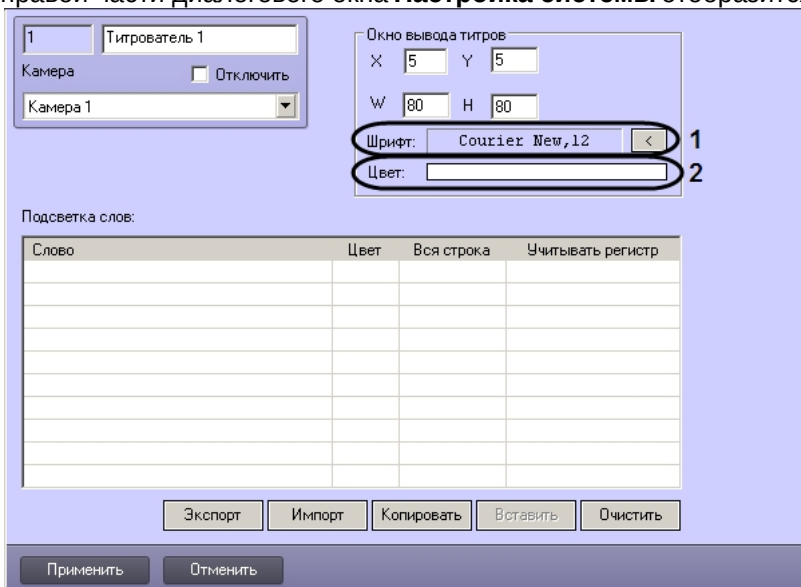 правой части диалогового окна Настройка системы отобразится
1 Титрователь 1
Камера Отключить
Камера 1
Окно вывода титров
X 5 Y 5
W 80 H 80
Шрифт: Courier New,12 < 1
Цвет: 2
Подсветка слов:
Слово Цвет Вся строка Учитывать регистр
Экспорт Импорт Копировать Вставить Очистить
Применить Отменить